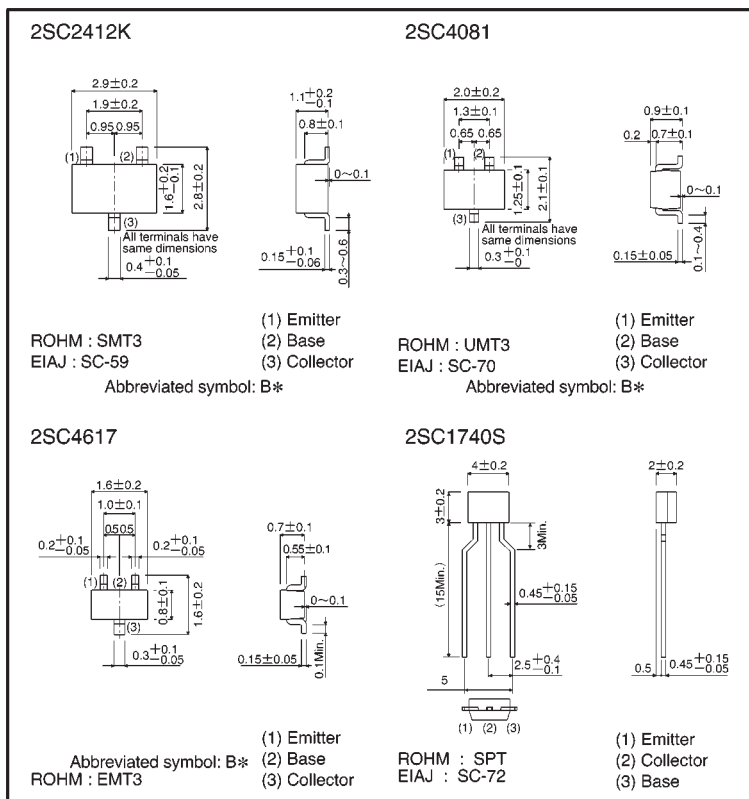 2SC2412K
2.9±0.2
1.9±0.2
0.95 0.95
(1) (2)
1.6 +0.2 −0.1
2.8±0.2
(3)
All terminals have
same dimensions
0.4 +0.1 −0.05
1.1 +0.2 −0.1
0.8±0.1
0~0.1
0.15 +0.1 −0.06
0.3~0.6
ROHM : SMT3
EIAJ : SC-59
(1) Emitter
(2) Base
(3) Collector
Abbreviated symbol: B*
2SC4081
2.0±0.2
1.3±0.1
0.65 0.65
(1) (2)
1.25±0.1
2.1±0.1
(3)
All terminals have
same dimensions
0.3 +0.1 −0
0.9±0.1
0.2 0.7±0.1
0~0.1
0.15±0.05
0.1~0.4
ROHM : UMT3
EIAJ : SC-70
(1) Emitter
(2) Base
(3) Collector
Abbreviated symbol: B*
2SC4617
1.6±0.2
1.0±0.1
0.5 0.5
0.2 +0.1 −0.05 0.2 +0.1 −0.05
(1) (2)
0.8±0.1
1.6±0.2
(3)
0.3 +0.1 −0.05
0.7±0.1
0.55±0.1
0~0.1
0.15±0.05
0.1Min.
Abbreviated symbol: B*
ROHM : EMT3
(1) Emitter
(2) Base
(3) Collector
2SC1740S
4±0.2
3±0.2
3Min.
(15Min.)
0.45 +0.15 −0.05
2.5 +0.4 −0.1
5
(1) (2) (3)
2±0.2
0.5 0.45 +0.15 −0.05
ROHM : SPT
EIAJ : SC-72
(1) Emitter
(2) Collector
(3) Base